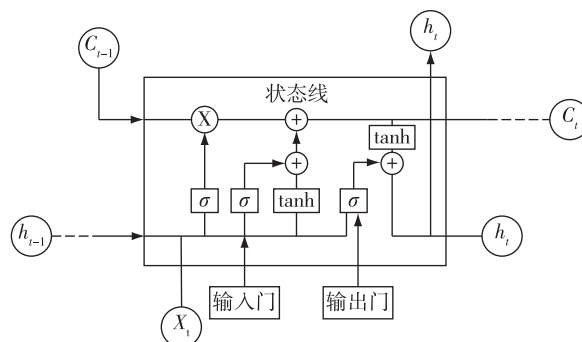 h_t
C_{t-1}
状态线
X
+
C_t
tanh
+
+
σ
σ
tanh
σ
h_{t-1}
h_t
输入门
输出门
X_t